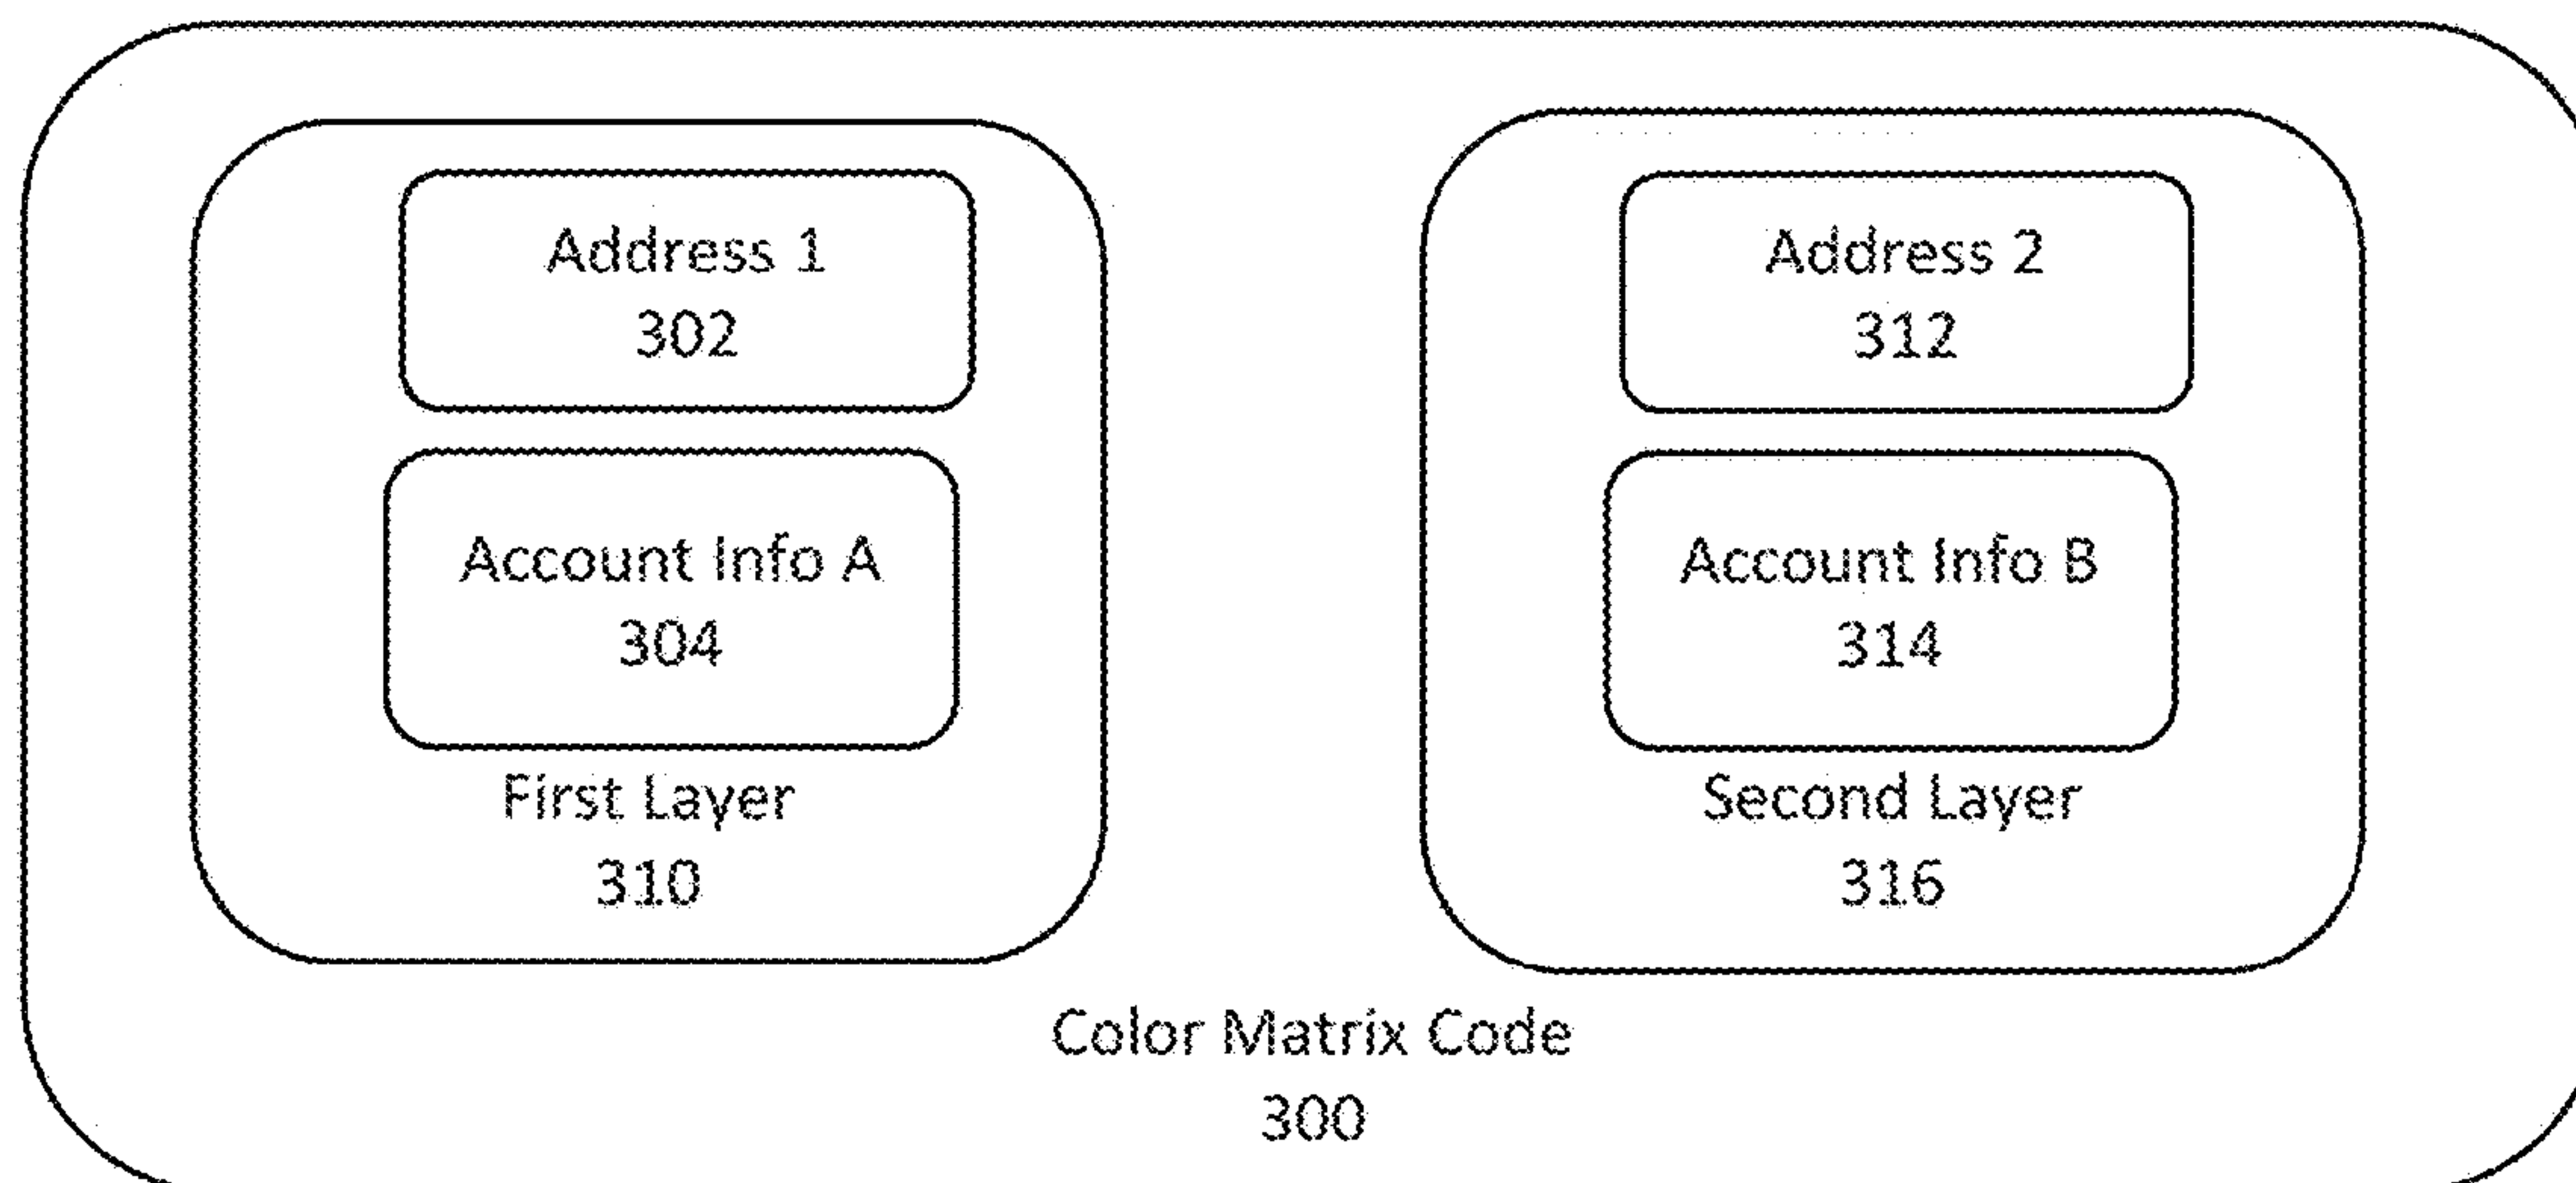 Address 1
302
Account Info A
304
First Layer
310
Address 2
312
Account Info B
314
Second Layer
316
Color Matrix Code
300